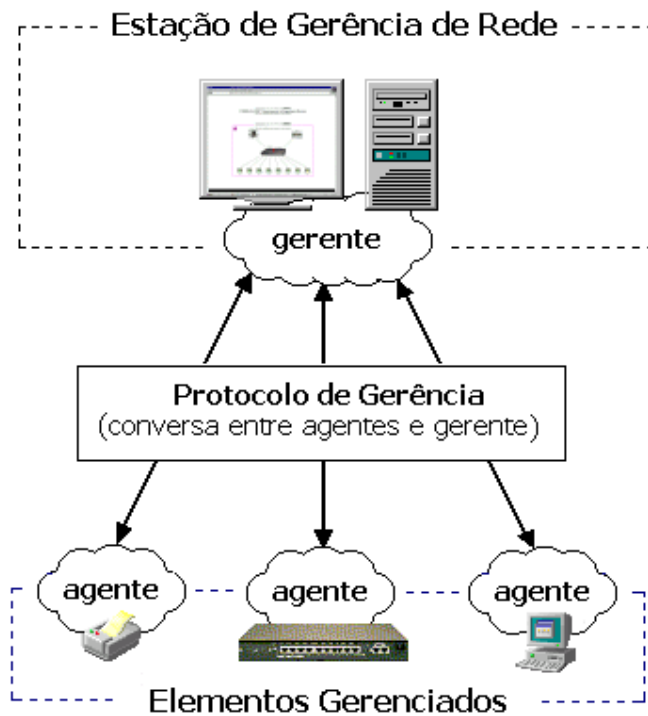 Estação de Gerência de Rede
gerente
Protocolo de Gerência
(conversa entre agentes e gerente)
agente
agente
agente
Elementos Gerenciados